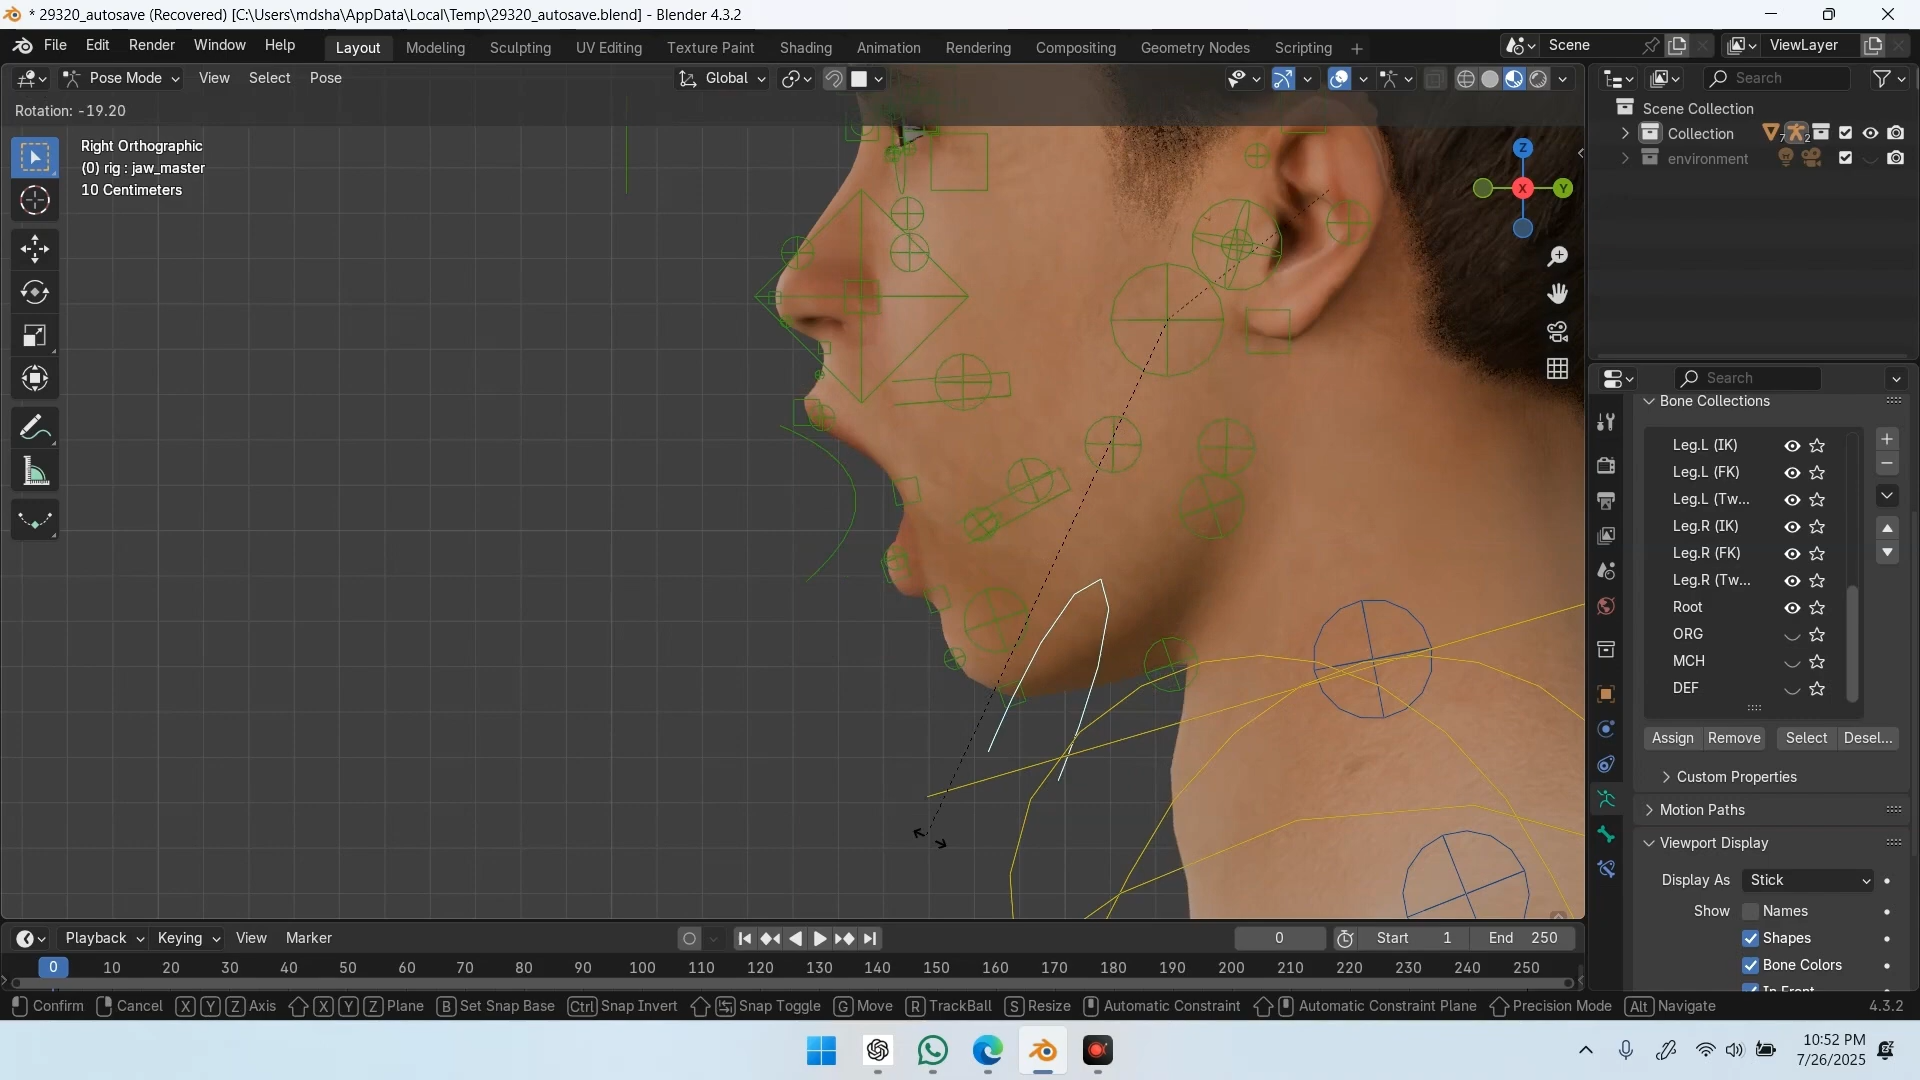 * 29320_autosave (Recovered) [C:\Users\mdsha\AppData\Local\Temp\29320_autosave.blend] - Blender 4.3.2
File Edit Render Window Help Layout Modeling Sculpting UV Editing Texture Paint Shading Animation Rendering Compositing Geometry Nodes Scripting + Scene ViewLayer
Pose Mode View Select Pose Global Search
Rotation: -19.20
Right Orthographic
(0) rig : jaw_master
10 Centimeters
Z
X
Y
Scene Collection
Collection 7 2
environment
Search
Bone Collections
Leg.L (IK)
Leg.L (FK)
Leg.L (Tw...
Leg.R (IK)
Leg.R (FK)
Leg.R (Tw...
Root
ORG
MCH
DEF
Assign Remove Select Desel...
Custom Properties
Motion Paths
Viewport Display
Display As Stick
Show Names
Shapes
Bone Colors
In Front
Playback Keying View Marker 0 Start 1 End 250
0 10 20 30 40 50 60 70 80 90 100 110 120 130 140 150 160 170 180 190 200 210 220 230 240 250
Confirm Cancel X Y Z Axis X Y Z Plane B Set Snap Base Ctrl Snap Invert Snap Toggle G Move R TrackBall S Resize Automatic Constraint Automatic Constraint Plane Precision Mode Alt Navigate 4.3.2
10:52 PM
7/26/2025